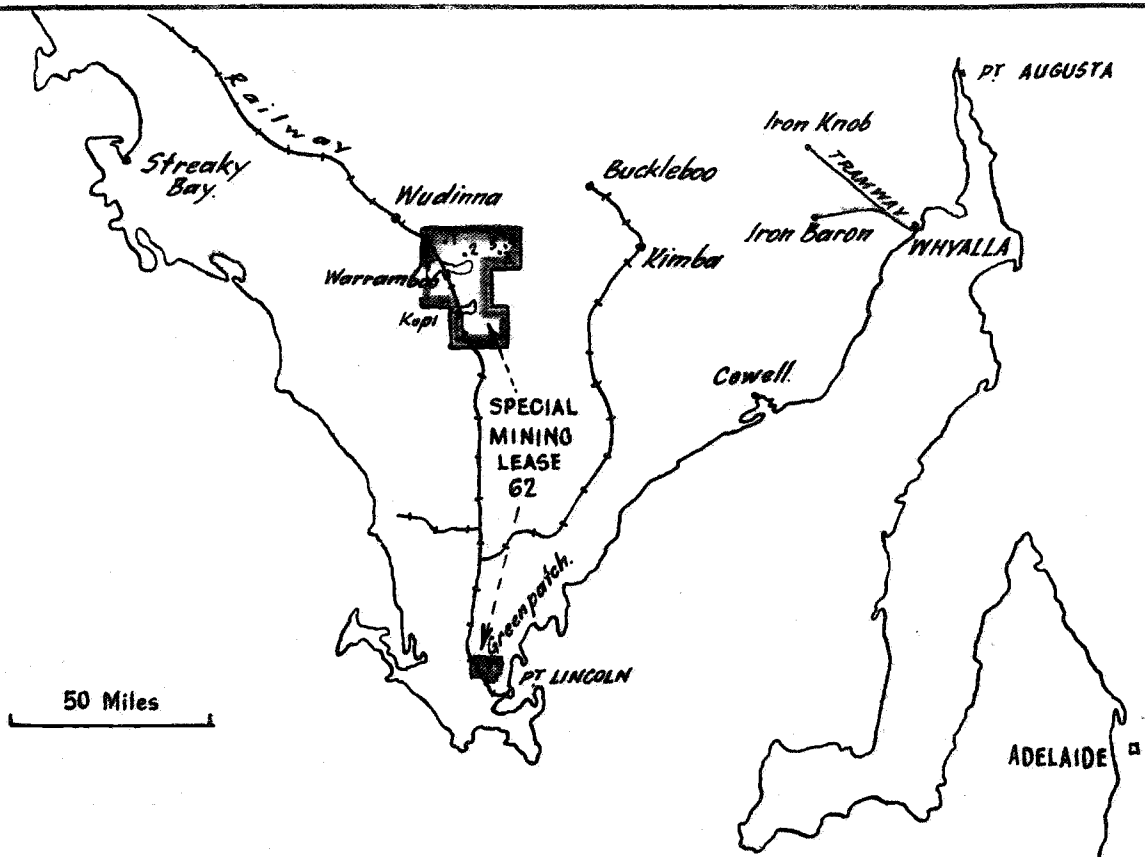 PT AUGUSTA
Railway
Iron Knob
Streaky
Bay.
Buckleboo
TRAMWAY
Wudinna
Iron Baron
WHYALLA
2
Kimba
Warramboo
Kopi
Cowell.
SPECIAL
MINING
LEASE
62
Greenpatch.
PT LINCOLN
50 Miles
ADELAIDE